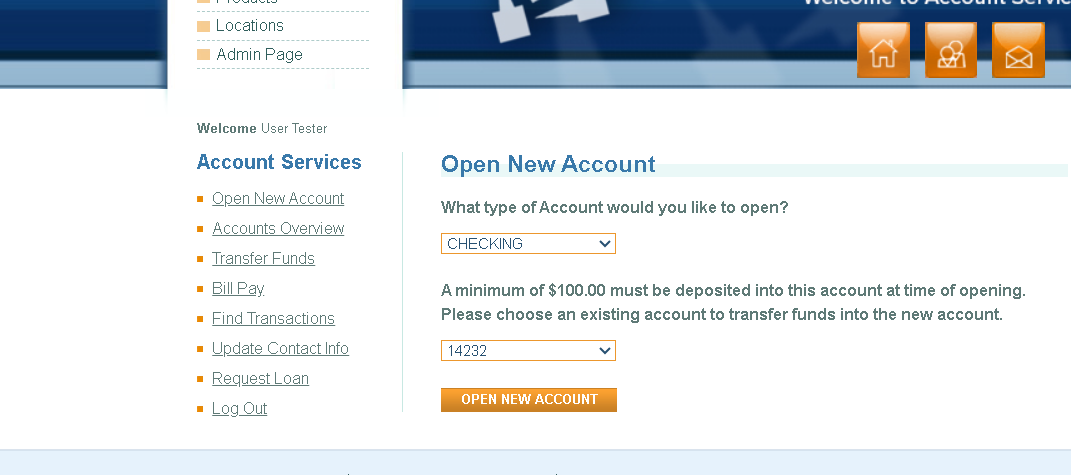 Products
Locations
Admin Page
Welcome to Account Servic
Welcome User Tester
Account Services
Open New Account
Accounts Overview
Transfer Funds
Bill Pay
Find Transactions
Update Contact Info
Request Loan
Log Out
Open New Account
What type of Account would you like to open?
CHECKING
A minimum of $100.00 must be deposited into this account at time of opening.
Please choose an existing account to transfer funds into the new account.
14232
OPEN NEW ACCOUNT